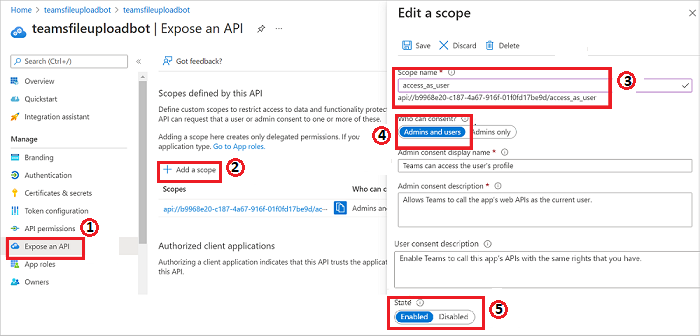 Home > teamsfileuploadbot >
teamsfileuploadbot | Expose an API
Search (Ctrl+/)
Overview
Quickstart
Integration assistant
Manage
Branding
Authentication
Certificates & secrets
Token configuration
API permissions
1
Expose an API
App roles
Owners
Got feedback?
Scopes defined by this API
Define custom scopes to restrict access to data and functionality protec
API can request that a user or admin consent to one or more of these.
Adding a scope here creates only delegated permissions. If you
application type. Go to App roles.
+ Add a scope
2
Scopes Who can c
api://b9968e20-c187-4a67-916f-01f0fd17be9d/ac... Admins and
Authorized client applications
Authorizing a client application indicates that this API trusts the applicati
this API.
Edit a scope
Save Discard Delete
Scope name *
3
access_as_user
api://b9968e20-c187-4a67-916f-01f0fd17be9d/access_as_user
Who can consent?
4
Admins and users Admins only
Admin consent display name *
Teams can access the user's profile
Admin consent description *
Allows Teams to call the app's web APIs as the current user.
User consent description
Enable Teams to call this app's APIs with the same rights that you have.
State
5
Enabled Disabled